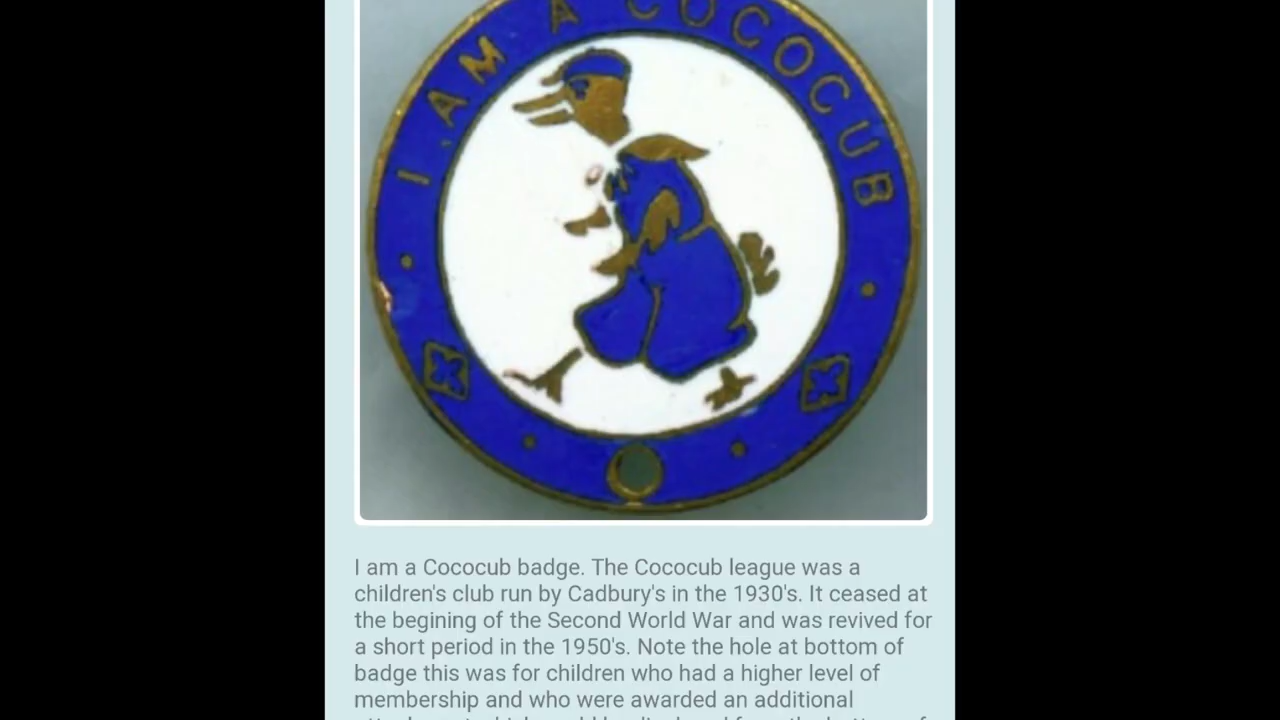 I AM A COCOCUB
I am a Cococub badge. The Cococub league was a
children's club run by Cadbury's in the 1930's. It ceased at
the begining of the Second World War and was revived for
a short period in the 1950's. Note the hole at bottom of
badge this was for children who had a higher level of
membership and who were awarded an additional